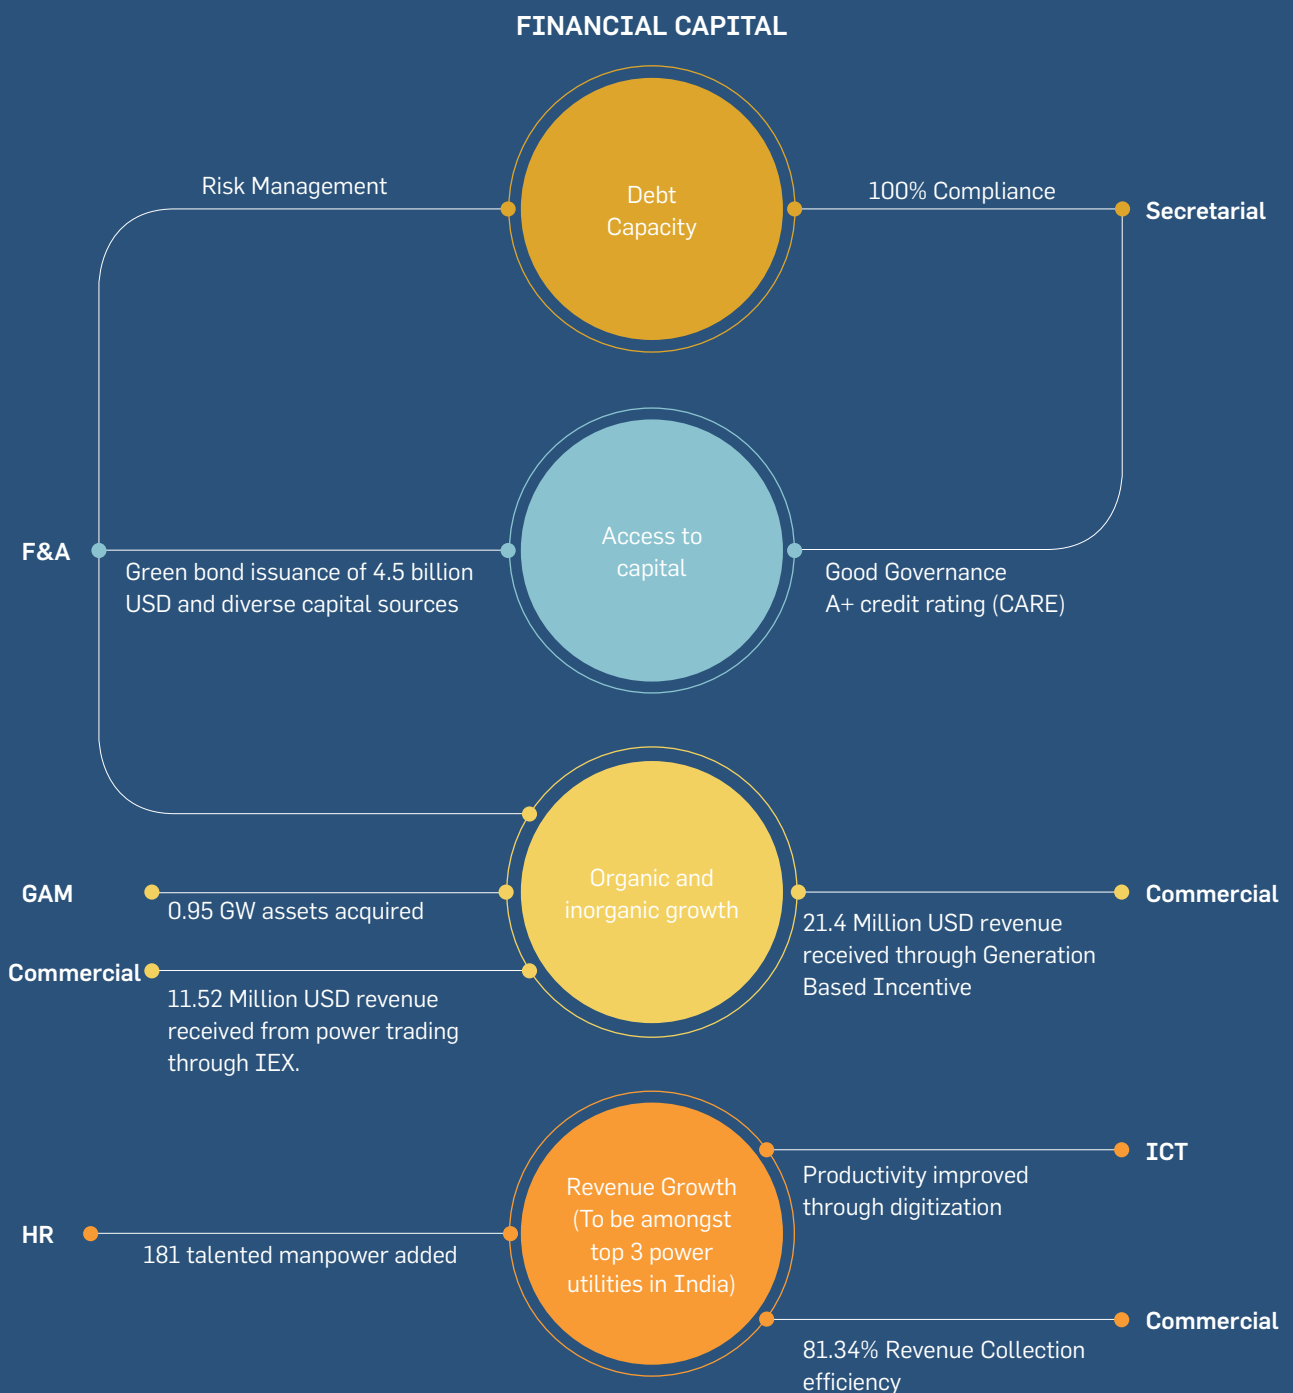 FINANCIAL CAPITAL
Risk Management
Debt
Capacity
100% Compliance
Secretarial
F&A
Green bond issuance of 4.5 billion
USD and diverse capital sources
Access to
capital
Good Governance
A+ credit rating (CARE)
GAM
0.95 GW assets acquired
Organic and
inorganic growth
Commercial
21.4 Million USD revenue
received through Generation
Based Incentive
Commercial
11.52 Million USD revenue
received from power trading
through IEX.
HR
181 talented manpower added
Revenue Growth
(To be amongst
top 3 power
utilities in India)
ICT
Productivity improved
through digitization
Commercial
81.34% Revenue Collection
efficiency